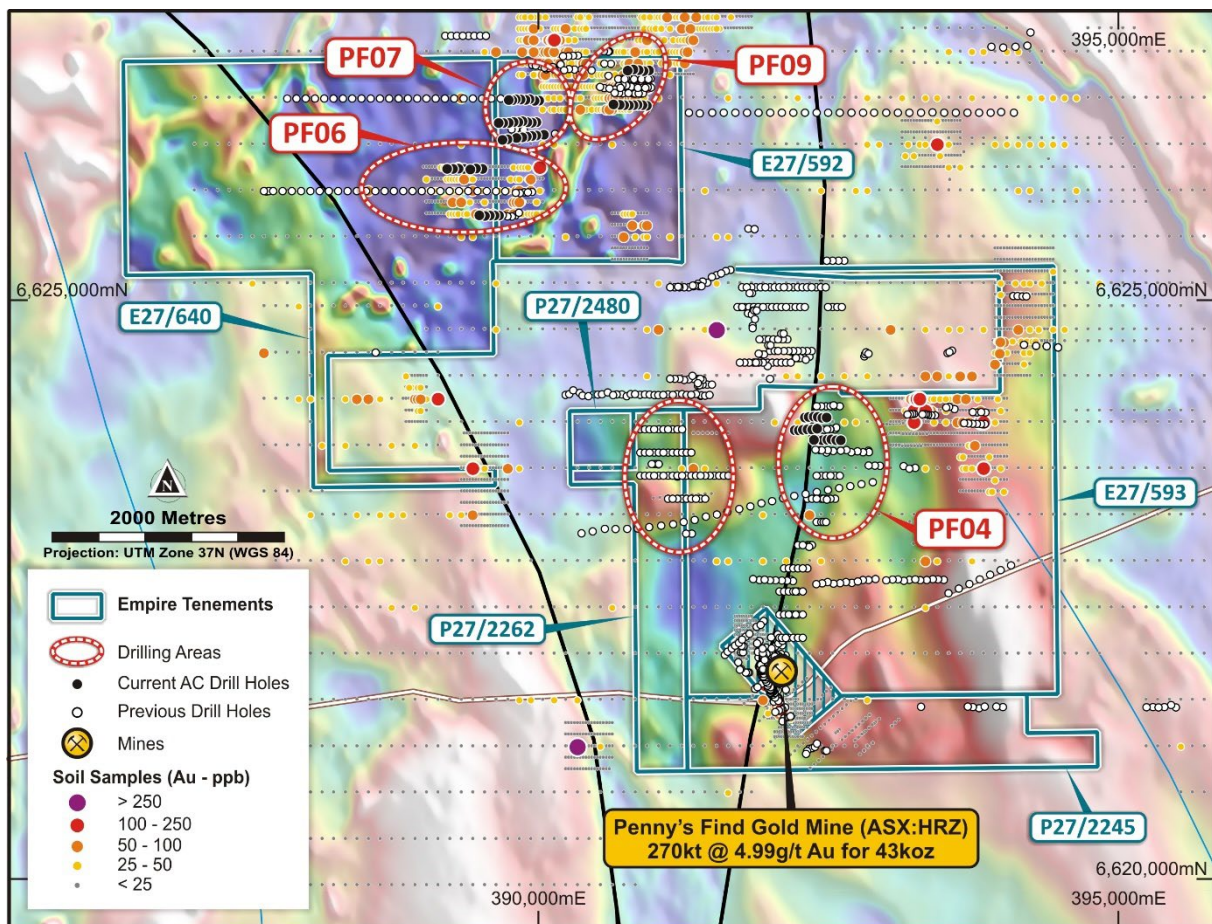 395,000mE
PF07
PF09
PF06
E27/592
6,625,000mN
6,625,000mN
E27/640
P27/2480
N
2000 Metres
Projection: UTM Zone 37N (WGS 84)
E27/593
PF04
Empire Tenements
Drilling Areas
Current AC Drill Holes
Previous Drill Holes
Mines
Soil Samples (Au - ppb)
> 250
100 - 250
50 - 100
25 - 50
< 25
P27/2262
Penny's Find Gold Mine (ASX:HRZ)
270kt @ 4.99g/t Au for 43koz
P27/2245
6,620,000mN
390,000mE
395,000mE